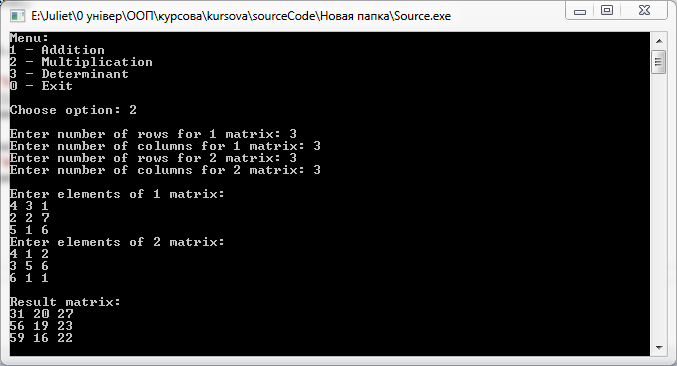 E:\Juliet\0 універ\ООП\курсова\kursova\sourceCode\Новая папка\Source.exe
Menu:
1 - Addition
2 - Multiplication
3 - Determinant
0 - Exit
Choose option: 2
Enter number of rows for 1 matrix: 3
Enter number of columns for 1 matrix: 3
Enter number of rows for 2 matrix: 3
Enter number of columns for 2 matrix: 3
Enter elements of 1 matrix:
4 3 1
2 2 7
5 1 6
Enter elements of 2 matrix:
4 1 2
3 5 6
6 1 1
Result matrix:
31 20 27
56 19 23
59 16 22